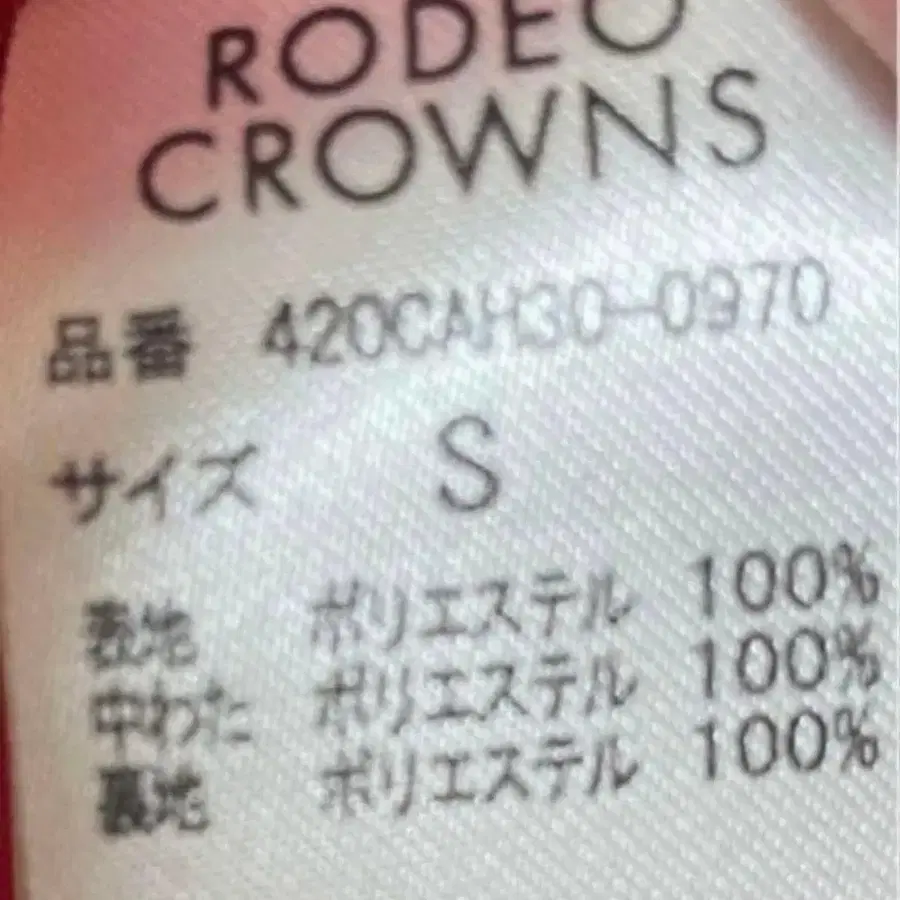 RODEO
CROWNS
品番 420CAH30-0970
サイズ S
表地 ポリエステル 100%
中わた ポリエステル 100%
裏地 ポリエステル 100%